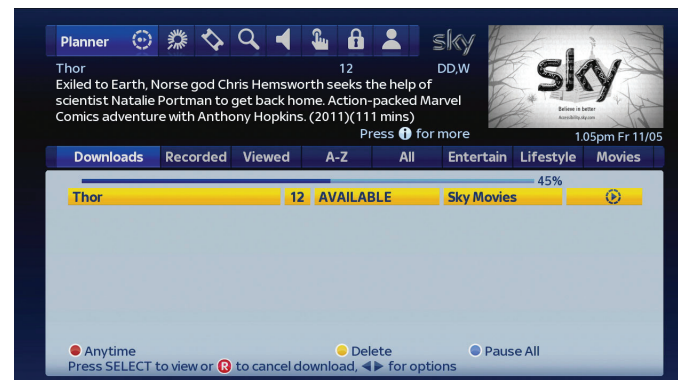 Planner
sky
Thor 12 DD,W
Exiled to Earth, Norse god Chris Hemsworth seeks the help of
scientist Natalie Portman to get back home. Action-packed Marvel
Comics adventure with Anthony Hopkins. (2011)(111 mins)
Press i for more
sky
Believe in better
1.05pm Fr 11/05
Downloads Recorded Viewed A-Z All Entertain Lifestyle Movies
45%
Thor 12 AVAILABLE Sky Movies
Anytime Delete Pause All
Press SELECT to view or R to cancel download, ◀▶ for options